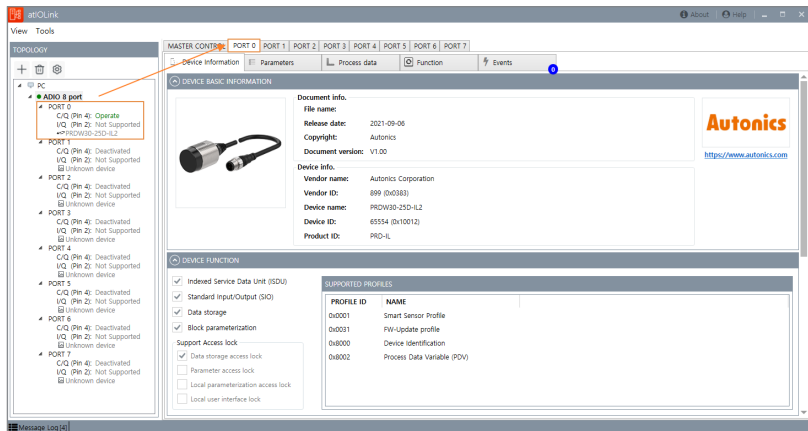 atIOLink
About
Help
View Tools
TOPOLOGY
MASTER CONTROL PORT 0 PORT 1 PORT 2 PORT 3 PORT 4 PORT 5 PORT 6 PORT 7
Device Information Parameters Process data Function Events
0
PC
ADIO 8 port
PORT 0
C/Q (Pin 4): Operate
I/Q (Pin 2): Not Supported
PRDW30-25D-IL2
PORT 1
C/Q (Pin 4): Deactivated
I/Q (Pin 2): Not Supported
Unknown device
PORT 2
C/Q (Pin 4): Deactivated
I/Q (Pin 2): Not Supported
Unknown device
PORT 3
C/Q (Pin 4): Deactivated
I/Q (Pin 2): Not Supported
Unknown device
PORT 4
C/Q (Pin 4): Deactivated
I/Q (Pin 2): Not Supported
Unknown device
PORT 5
C/Q (Pin 4): Deactivated
I/Q (Pin 2): Not Supported
Unknown device
PORT 6
C/Q (Pin 4): Deactivated
I/Q (Pin 2): Not Supported
Unknown device
PORT 7
C/Q (Pin 4): Deactivated
I/Q (Pin 2): Not Supported
Unknown device
DEVICE BASIC INFORMATION
Document info.
File name:
Release date: 2021-09-06
Copyright: Autonics
Document version: V1.00
Device info.
Vendor name: Autonics Corporation
Vendor ID: 899 (0x0383)
Device name: PRDW30-25D-IL2
Device ID: 65554 (0x10012)
Product ID: PRD-IL
Autonics
https://www.autonics.com
DEVICE FUNCTION
Indexed Service Data Unit (ISDU)
Standard Input/Output (SIO)
Data storage
Block parameterization
Support Access lock
Data storage access lock
Parameter access lock
Local parameterization access lock
Local user interface lock
SUPPORTED PROFILES
PROFILE ID NAME
0x0001 Smart Sensor Profile
0x0031 FW-Update profile
0x8000 Device Identification
0x8002 Process Data Variable (PDV)
Message Log [4]